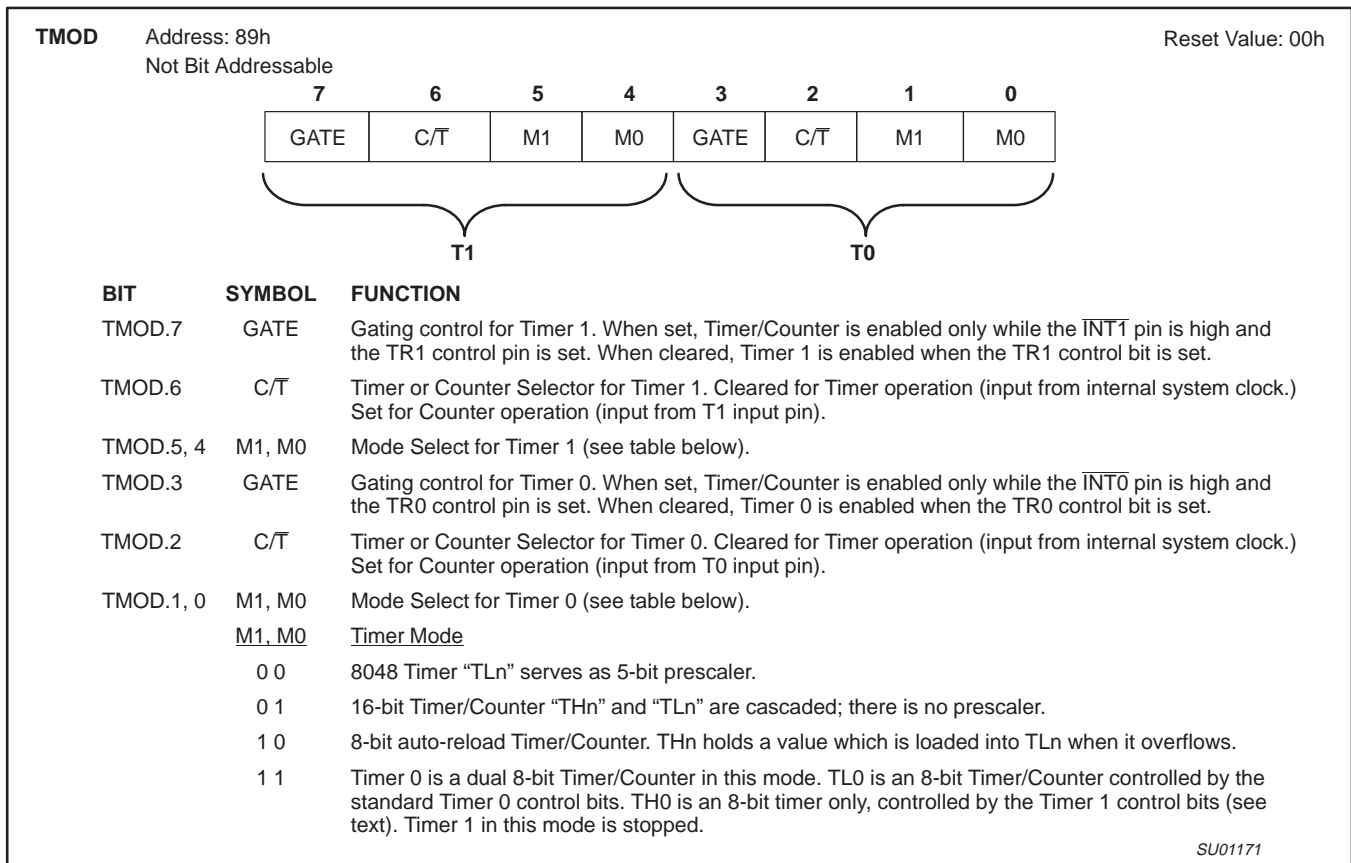 TMOD Address: 89h Reset Value: 00h
Not Bit Addressable
7 6 5 4 3 2 1 0
GATE C/T̅ M1 M0 GATE C/T̅ M1 M0
T1 T0
BIT SYMBOL FUNCTION
TMOD.7 GATE Gating control for Timer 1. When set, Timer/Counter is enabled only while the I̅N̅T̅1̅ pin is high and
the TR1 control pin is set. When cleared, Timer 1 is enabled when the TR1 control bit is set.
TMOD.6 C/T̅ Timer or Counter Selector for Timer 1. Cleared for Timer operation (input from internal system clock.)
Set for Counter operation (input from T1 input pin).
TMOD.5, 4 M1, M0 Mode Select for Timer 1 (see table below).
TMOD.3 GATE Gating control for Timer 0. When set, Timer/Counter is enabled only while the I̅N̅T̅0̅ pin is high and
the TR0 control pin is set. When cleared, Timer 0 is enabled when the TR0 control bit is set.
TMOD.2 C/T̅ Timer or Counter Selector for Timer 0. Cleared for Timer operation (input from internal system clock.)
Set for Counter operation (input from T0 input pin).
TMOD.1, 0 M1, M0 Mode Select for Timer 0 (see table below).
M1, M0 Timer Mode
0 0 8048 Timer “TLn” serves as 5-bit prescaler.
0 1 16-bit Timer/Counter “THn” and “TLn” are cascaded; there is no prescaler.
1 0 8-bit auto-reload Timer/Counter. THn holds a value which is loaded into TLn when it overflows.
1 1 Timer 0 is a dual 8-bit Timer/Counter in this mode. TL0 is an 8-bit Timer/Counter controlled by the
standard Timer 0 control bits. TH0 is an 8-bit timer only, controlled by the Timer 1 control bits (see
text). Timer 1 in this mode is stopped.
SU01171